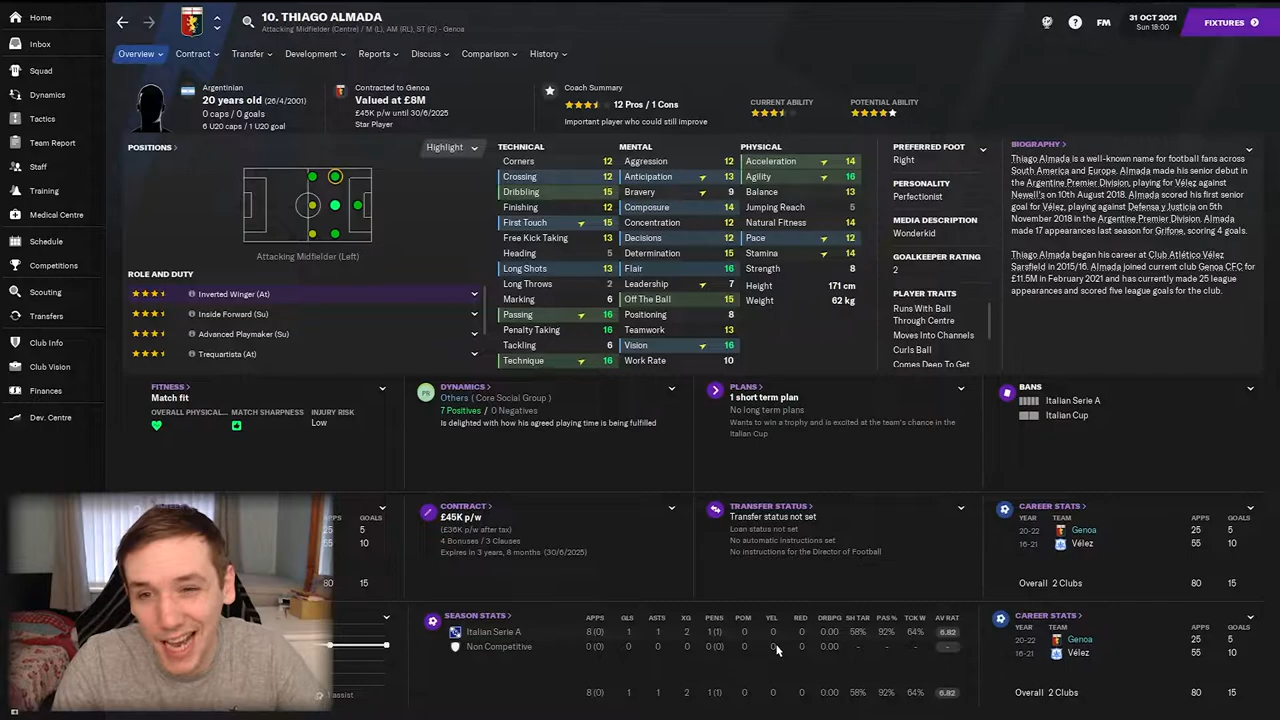 10. THIAGO ALMADA
Attacking Midfielder (Centre) / M (L), AM (RL), ST (C) - Genoa
31 OCT 2021
Sun 18:00
FM
FIXTURES
Home
Inbox
Squad
Dynamics
Tactics
Team Report
Staff
Training
Medical Centre
Schedule
Competitions
Scouting
Transfers
Club Info
Club Vision
Finances
Dev. Centre
Overview
Contract
Transfer
Development
Reports
Discuss
Comparison
History
Argentinian
20 years old (26/4/2001)
0 caps / 0 goals
6 U20 caps / 1 U20 goal
Contracted to Genoa
Valued at £8M
£45K p/w until 30/6/2025
Star Player
Coach Summary
12 Pros / 1 Cons
Important player who could still improve
CURRENT ABILITY
POTENTIAL ABILITY
POSITIONS
Highlight
Attacking Midfielder (Left)
ROLE AND DUTY
Inverted Winger (At)
Inside Forward (Su)
Advanced Playmaker (Su)
Trequartista (At)
TECHNICAL
Corners 12
Crossing 12
Dribbling 15
Finishing 12
First Touch 15
Free Kick Taking 13
Heading 5
Long Shots 13
Long Throws 2
Marking 6
Passing 16
Penalty Taking 16
Tackling 6
Technique 16
MENTAL
Aggression 12
Anticipation 13
Bravery 9
Composure 14
Concentration 12
Decisions 12
Determination 15
Flair 16
Leadership 7
Off The Ball 15
Positioning 8
Teamwork 13
Vision 16
Work Rate 10
PHYSICAL
Acceleration 14
Agility 16
Balance 13
Jumping Reach 5
Natural Fitness 14
Pace 12
Stamina 14
Strength 8
Height 171 cm
Weight 62 kg
PREFERRED FOOT
Right
PERSONALITY
Perfectionist
MEDIA DESCRIPTION
Wonderkid
GOALKEEPER RATING
2
PLAYER TRAITS
Runs With Ball
Through Centre
Moves Into Channels
Curls Ball
Comes Deep To Get
BIOGRAPHY
Thiago Almada is a well-known name for football fans across
South America and Europe. Almada made his senior debut in
the Argentine Premier Division, playing for Vélez against
Newell's on 10th August 2018. Almada scored his first senior
goal for Vélez, playing against Defensa y Justicia on 5th
November 2018 in the Argentine Premier Division. Almada
made 17 appearances last season for Grifone, scoring 4 goals.
Thiago Almada began his career at Club Atlético Vélez
Sarsfield in 2015/16. Almada joined current club Genoa CFC for
£11.5M in February 2021 and has currently made 25 league
appearances and scored five league goals for the club.
FITNESS
Match fit
OVERALL PHYSICAL... MATCH SHARPNESS INJURY RISK
Low
DYNAMICS
PR
Others ( Core Social Group )
7 Positives / 0 Negatives
Is delighted with how his agreed playing time is being fulfilled
PLANS
1 short term plan
No long term plans
Wants to win a trophy and is excited at the team's chance in the
Italian Cup
BANS
Italian Serie A
Italian Cup
APPS GOALS
25 5
55 10
80 15
CONTRACT
£45K p/w
(£36K p/w after tax)
4 Bonuses / 3 Clauses
Expires in 3 years, 8 months (30/6/2025)
TRANSFER STATUS
Transfer status not set
Loan status not set
No automatic instructions set
No instructions for the Director of Football
CAREER STATS
YEAR TEAM APPS GOALS
20-22 Genoa 25 5
16-21 Vélez 55 10
Overall 2 Clubs 80 15
assist
SEASON STATS
APPS GLS ASTS XG PENS POM YEL RED DRBPG SH TAR PAS % TCK W AV RAT
Italian Serie A 8 (0) 1 1 2 1 (1) 0 0 0 0.00 58% 92% 64% 6.82
Non Competitive 0 (0) 0 0 0 0 (0) 0 0 0 0.00 - - - -
8 (0) 1 1 2 1 (1) 0 0 0 0.00 58% 92% 64% 6.82
CAREER STATS
YEAR TEAM APPS GOALS
20-22 Genoa 25 5
16-21 Vélez 55 10
Overall 2 Clubs 80 15